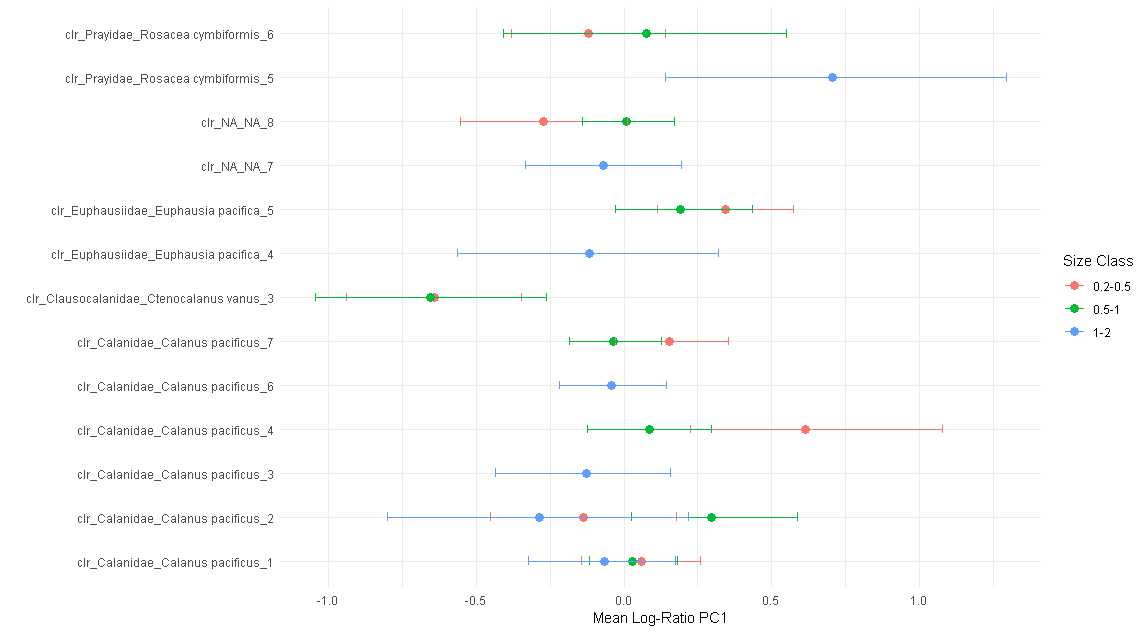 clr_Prayidae_Rosacea cymbiformis_6
clr_Prayidae_Rosacea cymbiformis_5
clr_NA_NA_8
clr_NA_NA_7
clr_Euphausiidae_Euphausia pacifica_5
clr_Euphausiidae_Euphausia pacifica_4
clr_Clausocalanidae_Ctenocalanus vanus_3
clr_Calanidae_Calanus pacificus_7
clr_Calanidae_Calanus pacificus_6
clr_Calanidae_Calanus pacificus_4
clr_Calanidae_Calanus pacificus_3
clr_Calanidae_Calanus pacificus_2
clr_Calanidae_Calanus pacificus_1
-1.0 -0.5 0.0 0.5 1.0
Mean Log-Ratio PC1
Size Class
0.2-0.5
0.5-1
1-2